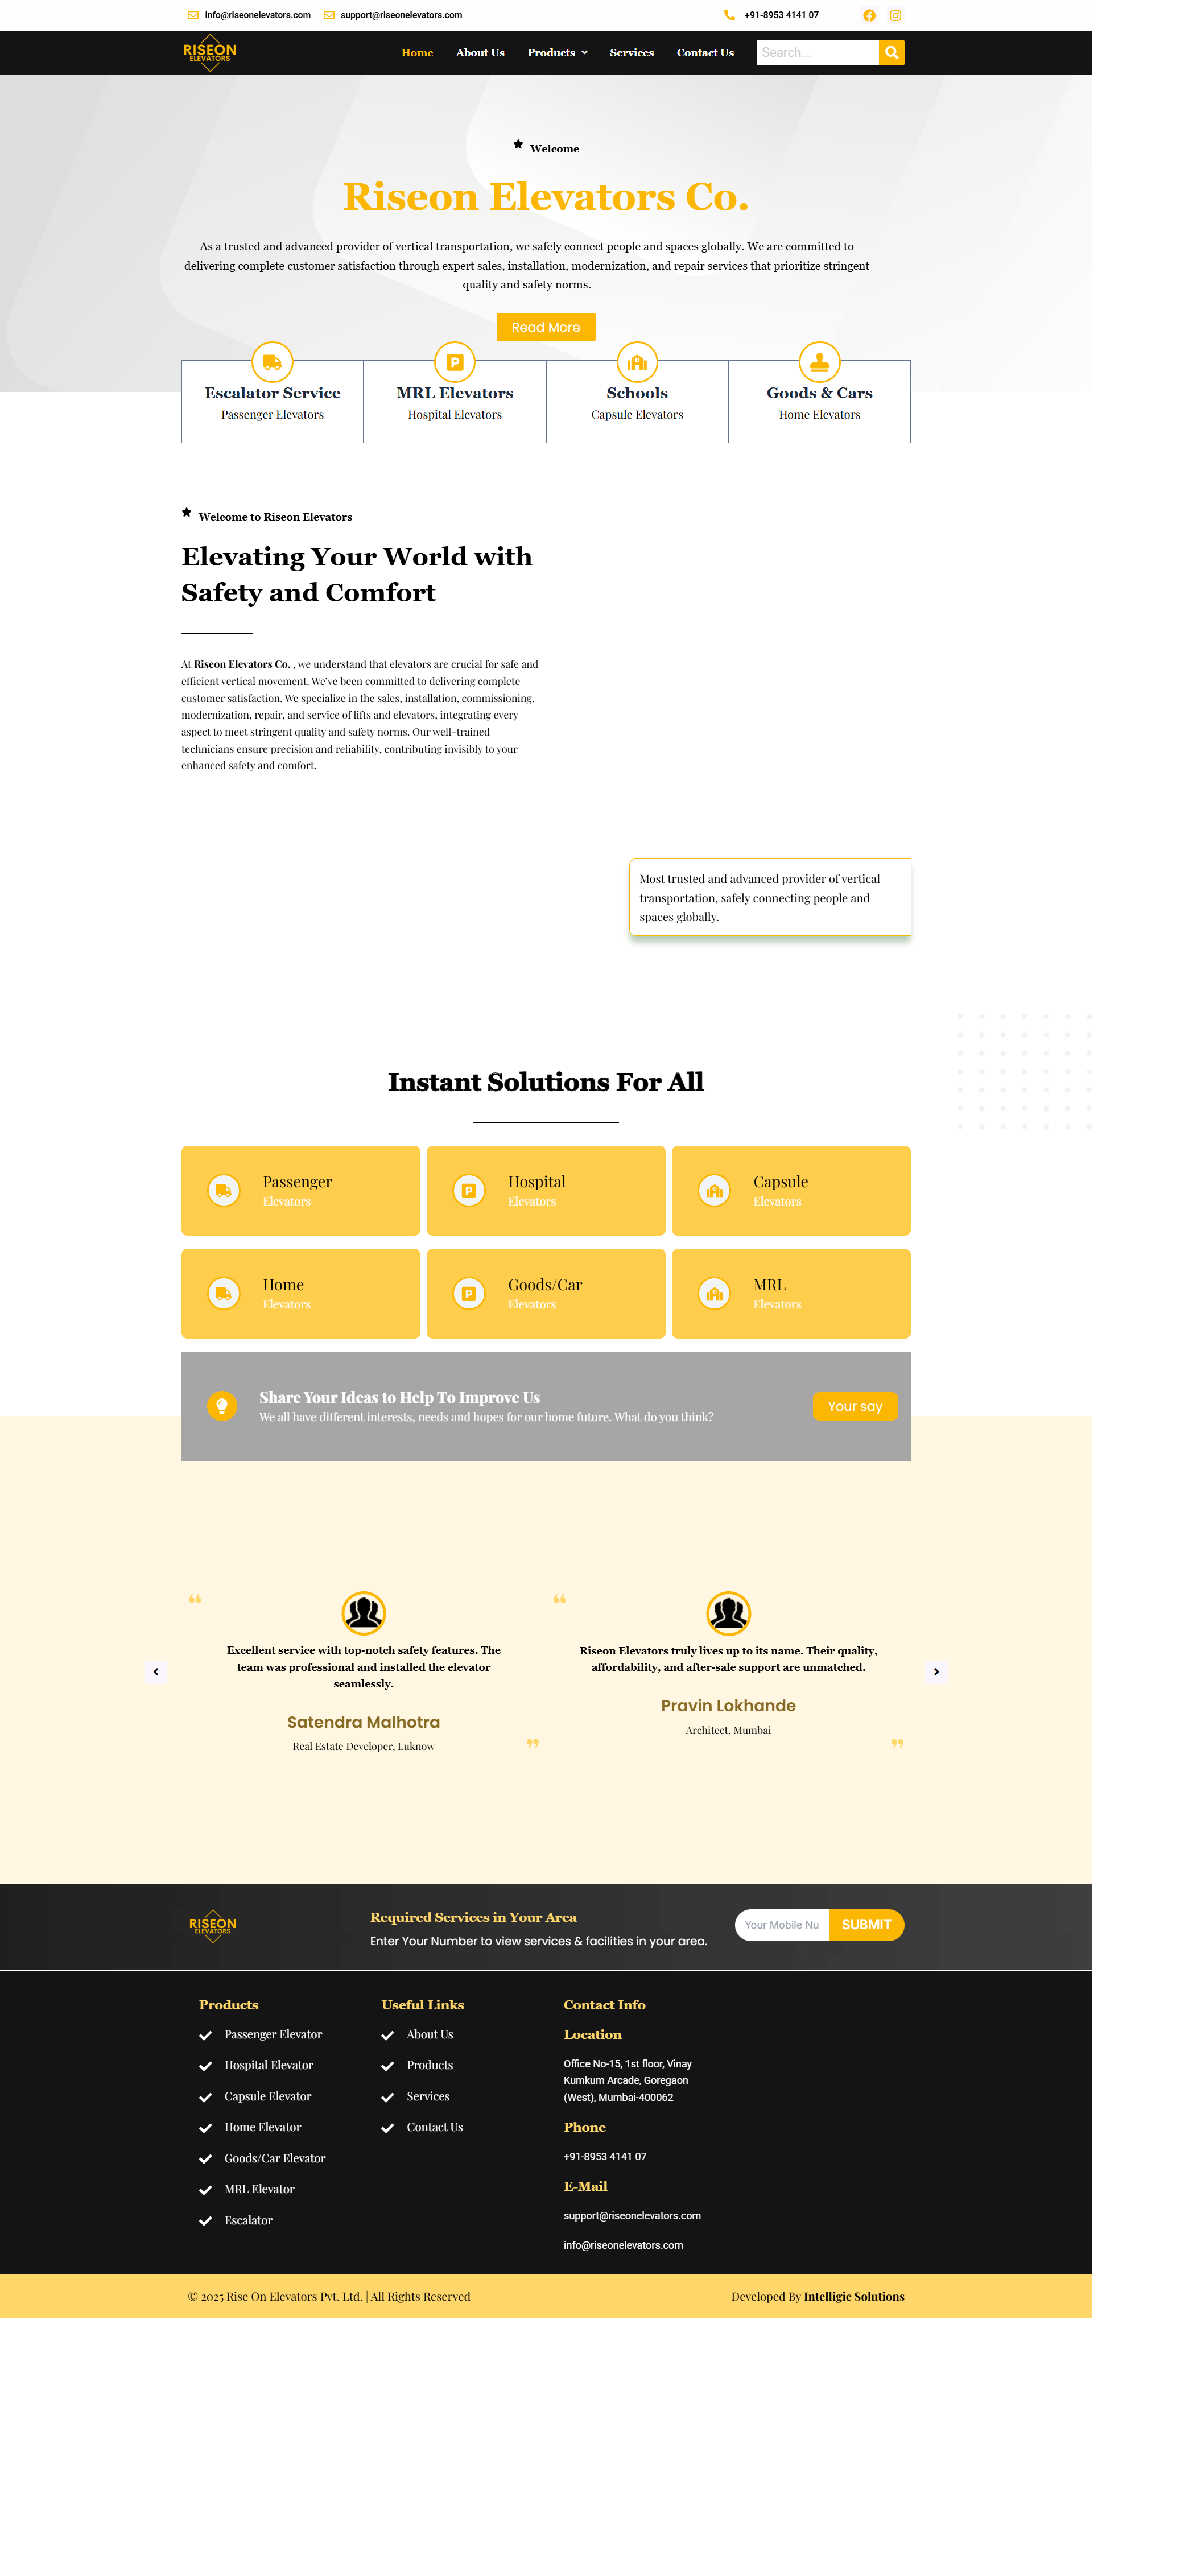 info@riseonelevators.com
support@riseonelevators.com
+91-8953 4141 07
RISEON
ELEVATORS
Home
About Us
Products
Services
Contact Us
Search...
Welcome
Riseon Elevators Co.
As a trusted and advanced provider of vertical transportation, we safely connect people and spaces globally. We are committed to
delivering complete customer satisfaction through expert sales, installation, modernization, and repair services that prioritize stringent
quality and safety norms.
Read More
Escalator Service
Passenger Elevators
MRL Elevators
Hospital Elevators
Schools
Capsule Elevators
Goods & Cars
Home Elevators
Welcome to Riseon Elevators
Elevating Your World with
Safety and Comfort
At Riseon Elevators Co. , we understand that elevators are crucial for safe and
efficient vertical movement. We've been committed to delivering complete
customer satisfaction. We specialize in the sales, installation, commissioning,
modernization, repair, and service of lifts and elevators, integrating every
aspect to meet stringent quality and safety norms. Our well-trained
technicians ensure precision and reliability, contributing invisibly to your
enhanced safety and comfort.
Most trusted and advanced provider of vertical
transportation, safely connecting people and
spaces globally.
Instant Solutions For All
Passenger
Elevators
Hospital
Elevators
Capsule
Elevators
Home
Elevators
Goods/Car
Elevators
MRL
Elevators
Share Your Ideas to Help To Improve Us
We all have different interests, needs and hopes for our home future. What do you think?
Your say
Excellent service with top-notch safety features. The
team was professional and installed the elevator
seamlessly.
Satendra Malhotra
Real Estate Developer, Luknow
Riseon Elevators truly lives up to its name. Their quality,
affordability, and after-sale support are unmatched.
Pravin Lokhande
Architect, Mumbai
RISEON
ELEVATORS
Required Services in Your Area
Enter Your Number to view services & facilities in your area.
Your Mobile Nu
SUBMIT
Products
Passenger Elevator
Hospital Elevator
Capsule Elevator
Home Elevator
Goods/Car Elevator
MRL Elevator
Escalator
Useful Links
About Us
Products
Services
Contact Us
Contact Info
Location
Office No-15, 1st floor, Vinay
Kumkum Arcade, Goregaon
(West), Mumbai-400062
Phone
+91-8953 4141 07
E-Mail
support@riseonelevators.com
info@riseonelevators.com
© 2025 Rise On Elevators Pvt. Ltd. | All Rights Reserved
Developed By Intelligic Solutions